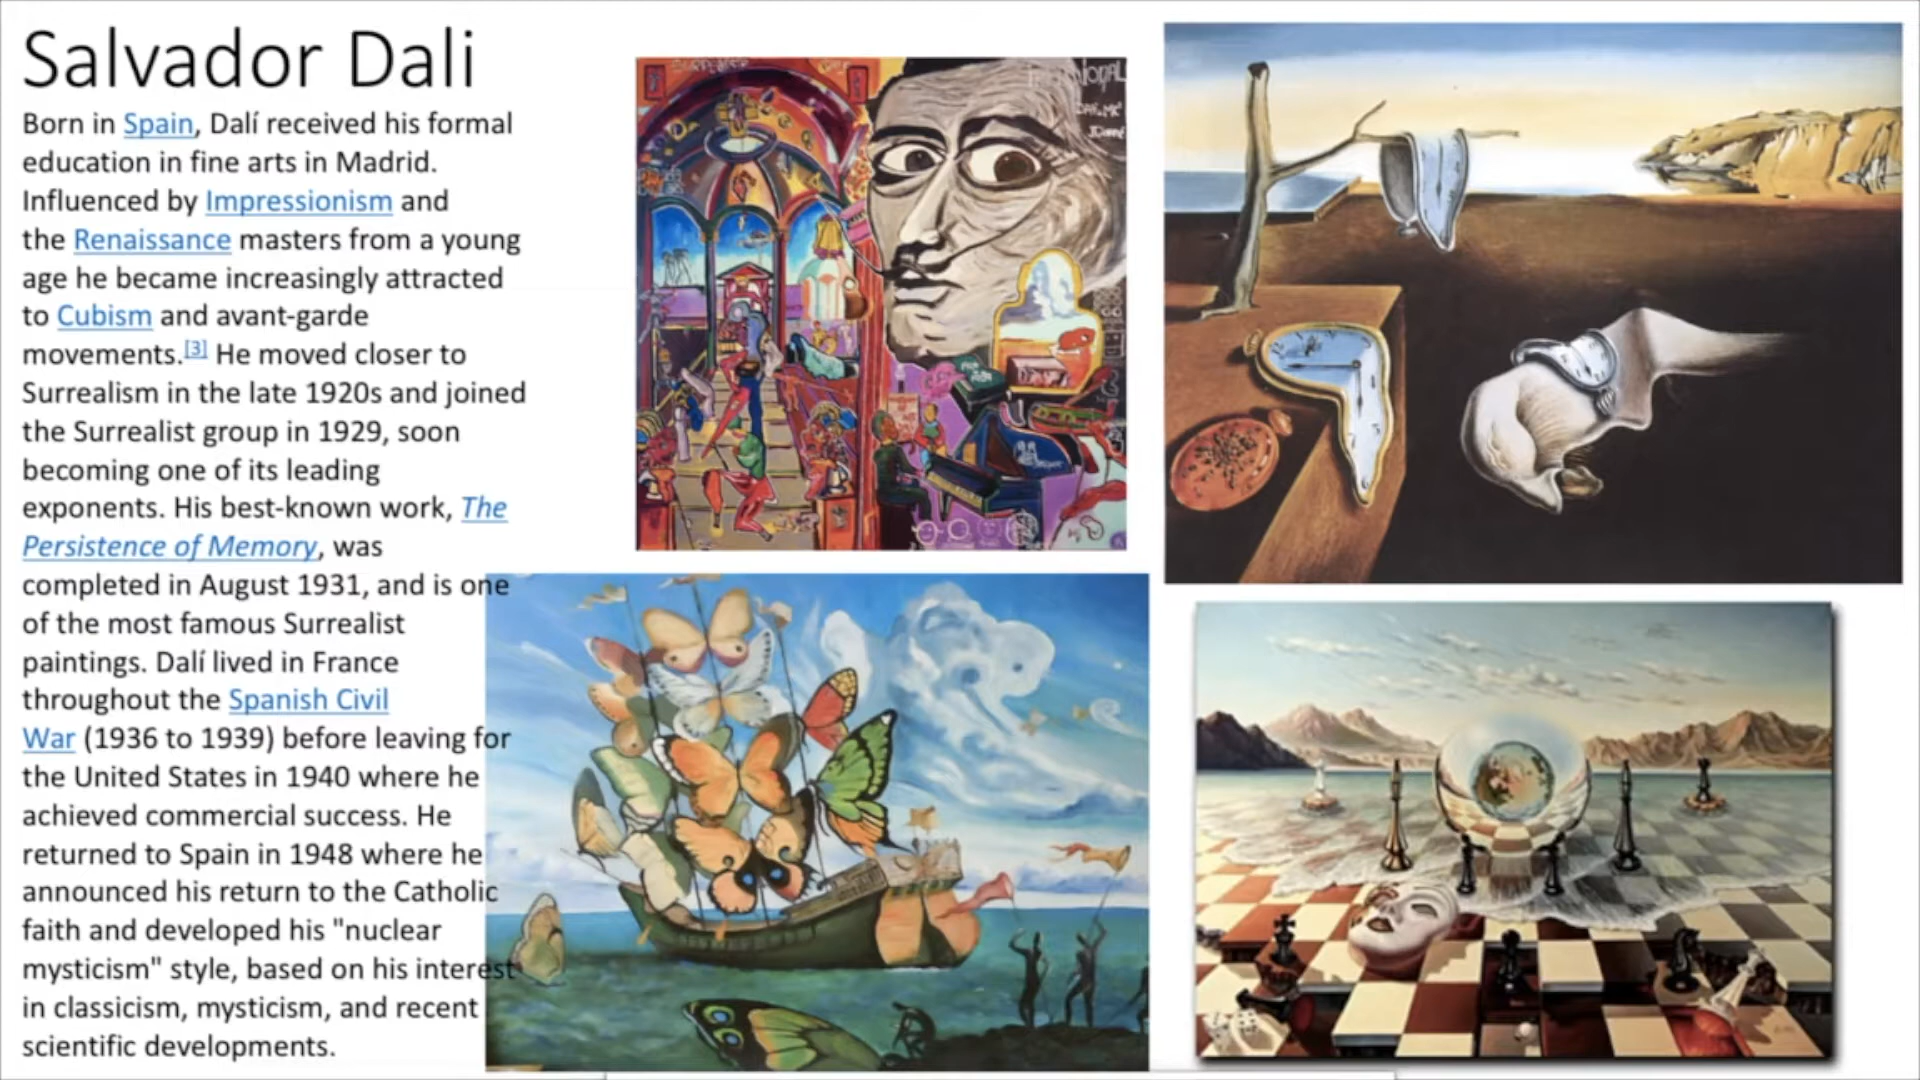 Salvador Dali
Born in Spain, Dalí received his formal
education in fine arts in Madrid.
Influenced by Impressionism and
the Renaissance masters from a young
age he became increasingly attracted
to Cubism and avant-garde
movements.[3] He moved closer to
Surrealism in the late 1920s and joined
the Surrealist group in 1929, soon
becoming one of its leading
exponents. His best-known work, The
Persistence of Memory, was
completed in August 1931, and is one
of the most famous Surrealist
paintings. Dalí lived in France
throughout the Spanish Civil
War (1936 to 1939) before leaving for
the United States in 1940 where he
achieved commercial success. He
returned to Spain in 1948 where he
announced his return to the Catholic
faith and developed his "nuclear
mysticism" style, based on his interest
in classicism, mysticism, and recent
scientific developments.